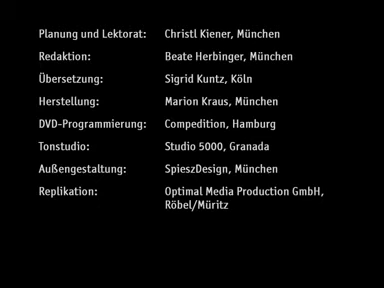 Planung und Lektorat: Christl Kiener, München
Redaktion: Beate Herbinger, München
Übersetzung: Sigrid Kuntz, Köln
Herstellung: Marion Kraus, München
DVD-Programmierung: Compedition, Hamburg
Tonstudio: Studio 5000, Granada
Außengestaltung: SpieszDesign, München
Replikation: Optimal Media Production GmbH,
Röbel/Müritz